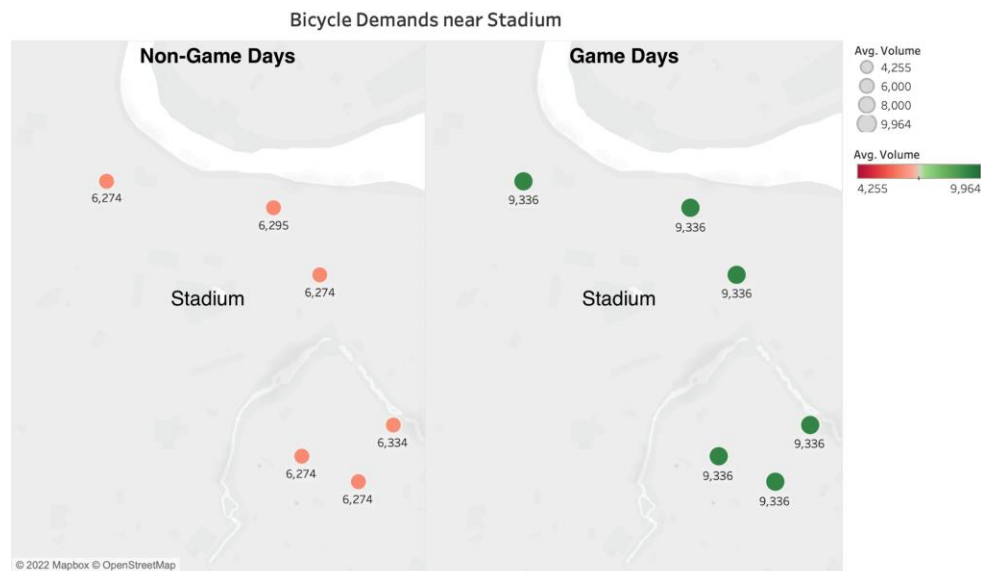 Bicycle Demands near Stadium
Non-Game Days
6,274
6,295
6,274
Stadium
6,334
6,274
6,274
© 2022 Mapbox © OpenStreetMap
Game Days
9,336
9,336
9,336
Stadium
9,336
9,336
9,336
Avg. Volume
4,255
6,000
8,000
9,964
Avg. Volume
4,255 9,964